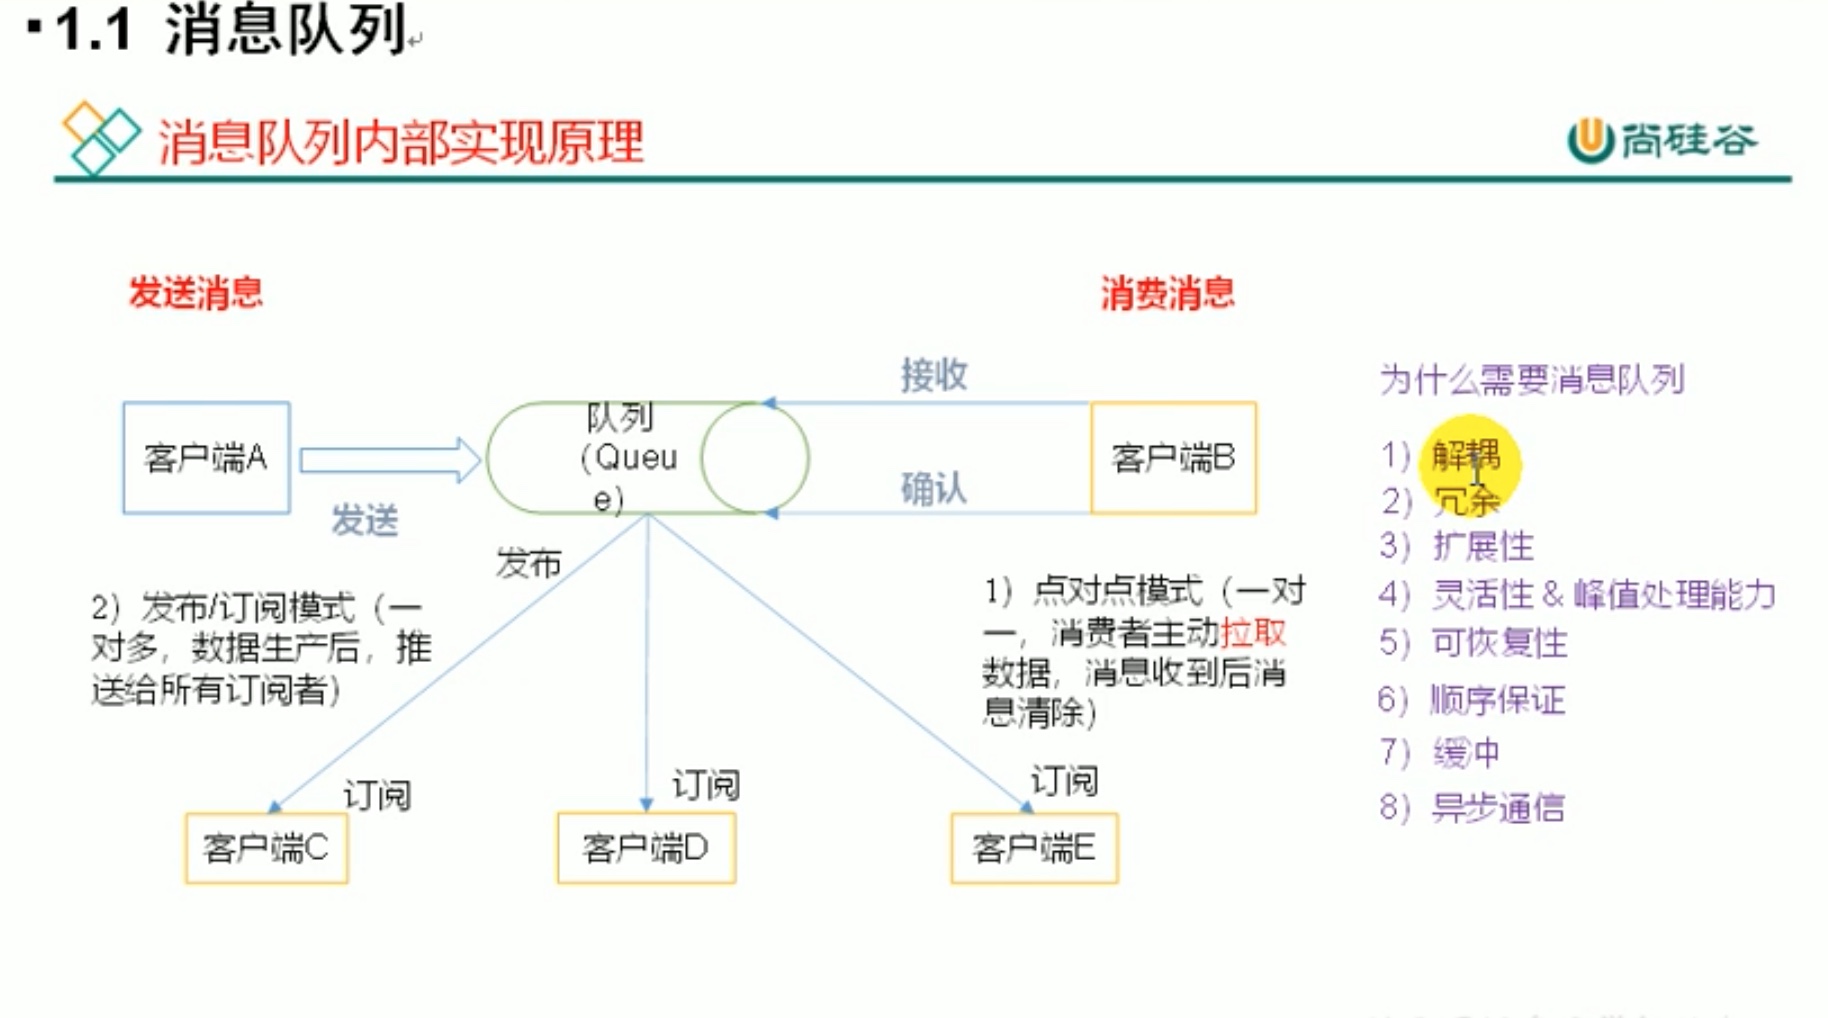 ▪1.1 消息队列
消息队列内部实现原理
尚硅谷
发送消息
消费消息
客户端A
发送
队列
(Queu
e)
接收
确认
客户端B
发布
2）发布/订阅模式（一
对多，数据生产后，推
送给所有订阅者）
1）点对点模式（一对
一，消费者主动拉取
数据，消息收到后消
息清除）
订阅
订阅
订阅
客户端C
客户端D
客户端E
为什么需要消息队列
1）解耦
2）冗余
3）扩展性
4）灵活性 & 峰值处理能力
5）可恢复性
6）顺序保证
7）缓冲
8）异步通信